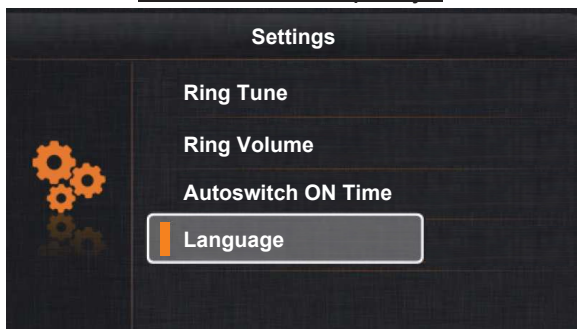 Settings
Ring Tune
Ring Volume
Autoswitch ON Time
Language